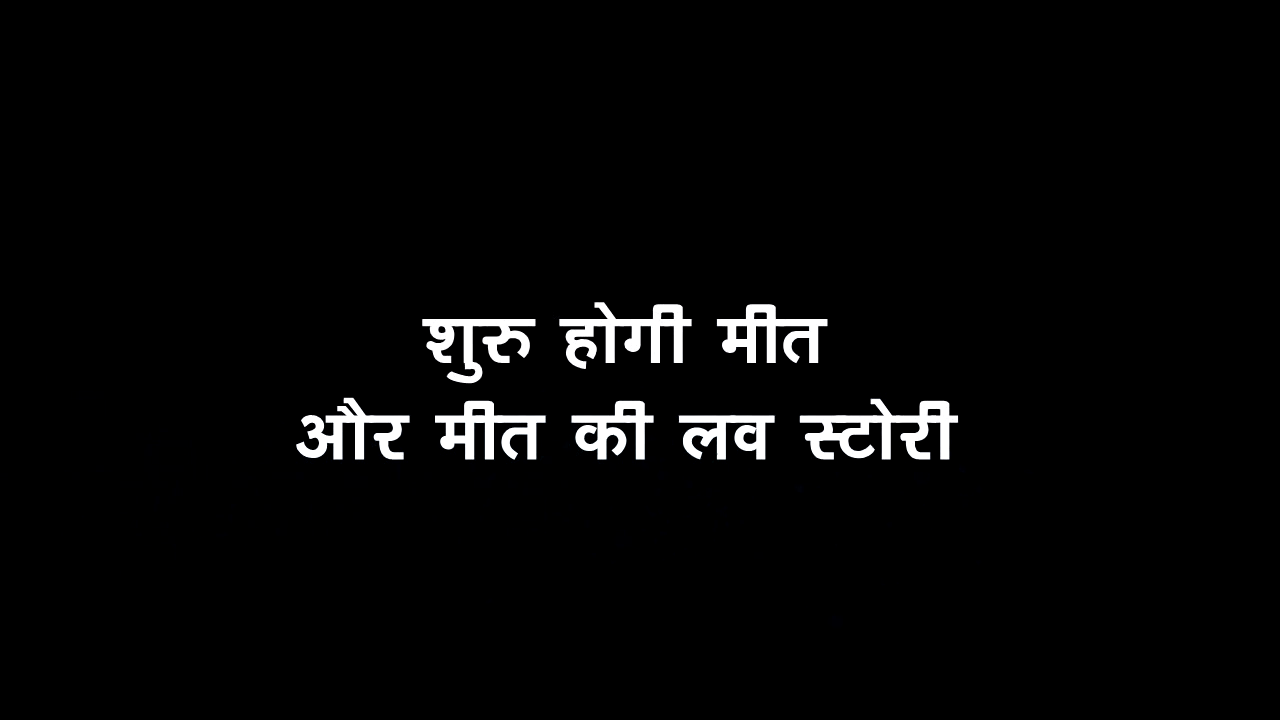 शुरु होगी मीत
और मीत की लव स्टोरी